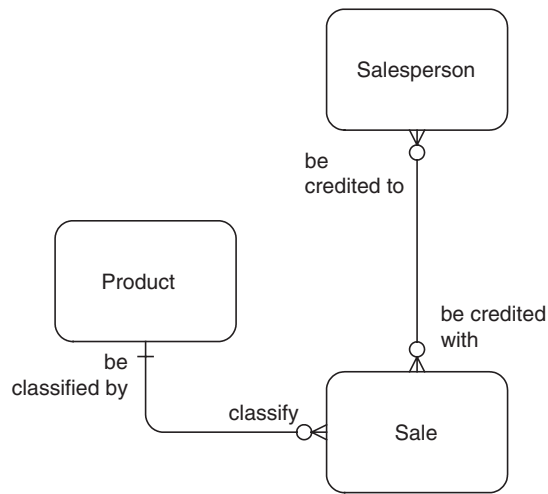 Salesperson
be
credited to
Product
be credited
with
be
classified by
classify
Sale